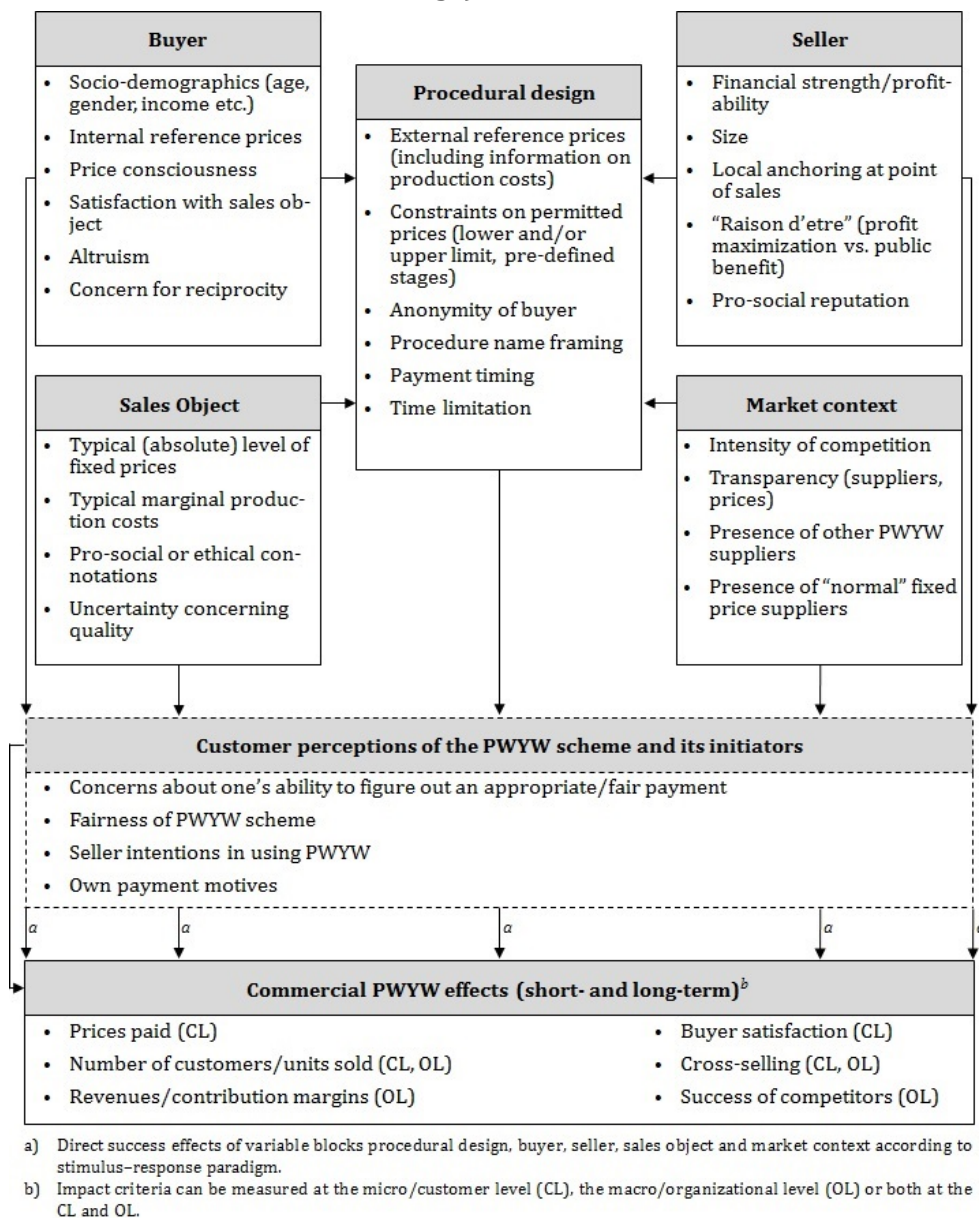 Buyer
• Socio-demographics (age,
gender, income etc.)
• Internal reference prices
• Price consciousness
• Satisfaction with sales ob-
ject
• Altruism
• Concern for reciprocity
Procedural design
• External reference prices
(including information on
production costs)
• Constraints on permitted
prices (lower and/or
upper limit, pre-defined
stages)
• Anonymity of buyer
• Procedure name framing
• Payment timing
• Time limitation
Seller
• Financial strength/profit-
ability
• Size
• Local anchoring at point
of sales
• “Raison d'etre” (profit
maximization vs. public
benefit)
• Pro-social reputation
Sales Object
• Typical (absolute) level of
fixed prices
• Typical marginal produc-
tion costs
• Pro-social or ethical con-
notations
• Uncertainty concerning
quality
Market context
• Intensity of competition
• Transparency (suppliers,
prices)
• Presence of other PWYW
suppliers
• Presence of “normal” fixed
price suppliers
Customer perceptions of the PWYW scheme and its initiators
• Concerns about one's ability to figure out an appropriate/fair payment
• Fairness of PWYW scheme
• Seller intentions in using PWYW
• Own payment motives
a a a a
Commercial PWYW effects (short- and long-term)b
• Prices paid (CL)
• Number of customers/units sold (CL, OL)
• Revenues/contribution margins (OL)
• Buyer satisfaction (CL)
• Cross-selling (CL, OL)
• Success of competitors (OL)
a) Direct success effects of variable blocks procedural design, buyer, seller, sales object and market context according to
stimulus–response paradigm.
b) Impact criteria can be measured at the micro/customer level (CL), the macro/organizational level (OL) or both at the
CL and OL.